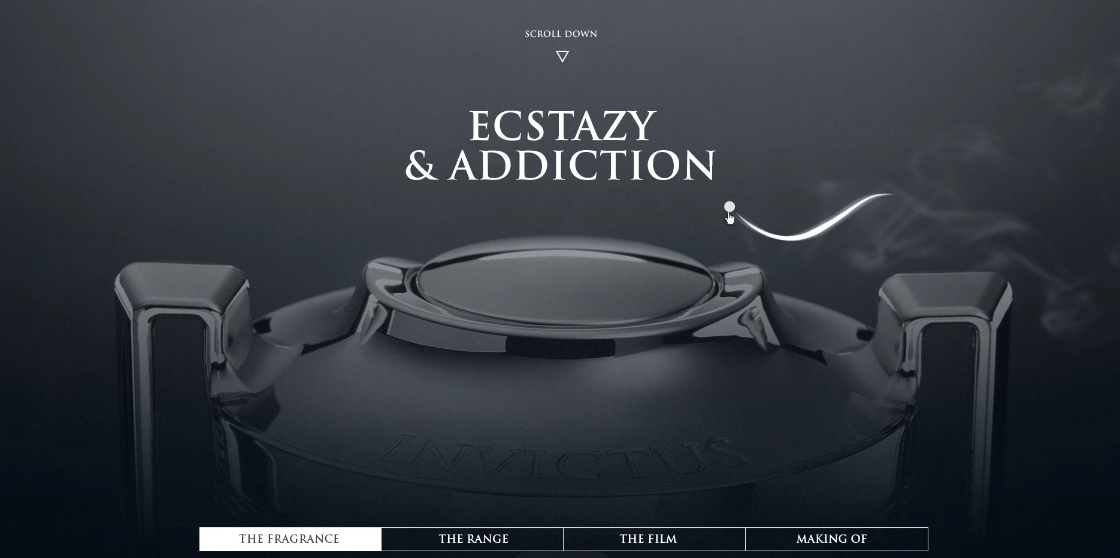 SCROLL DOWN
ECSTAZY
& ADDICTION
INVICTUS
THE FRAGRANCE
THE RANGE
THE FILM
MAKING OF